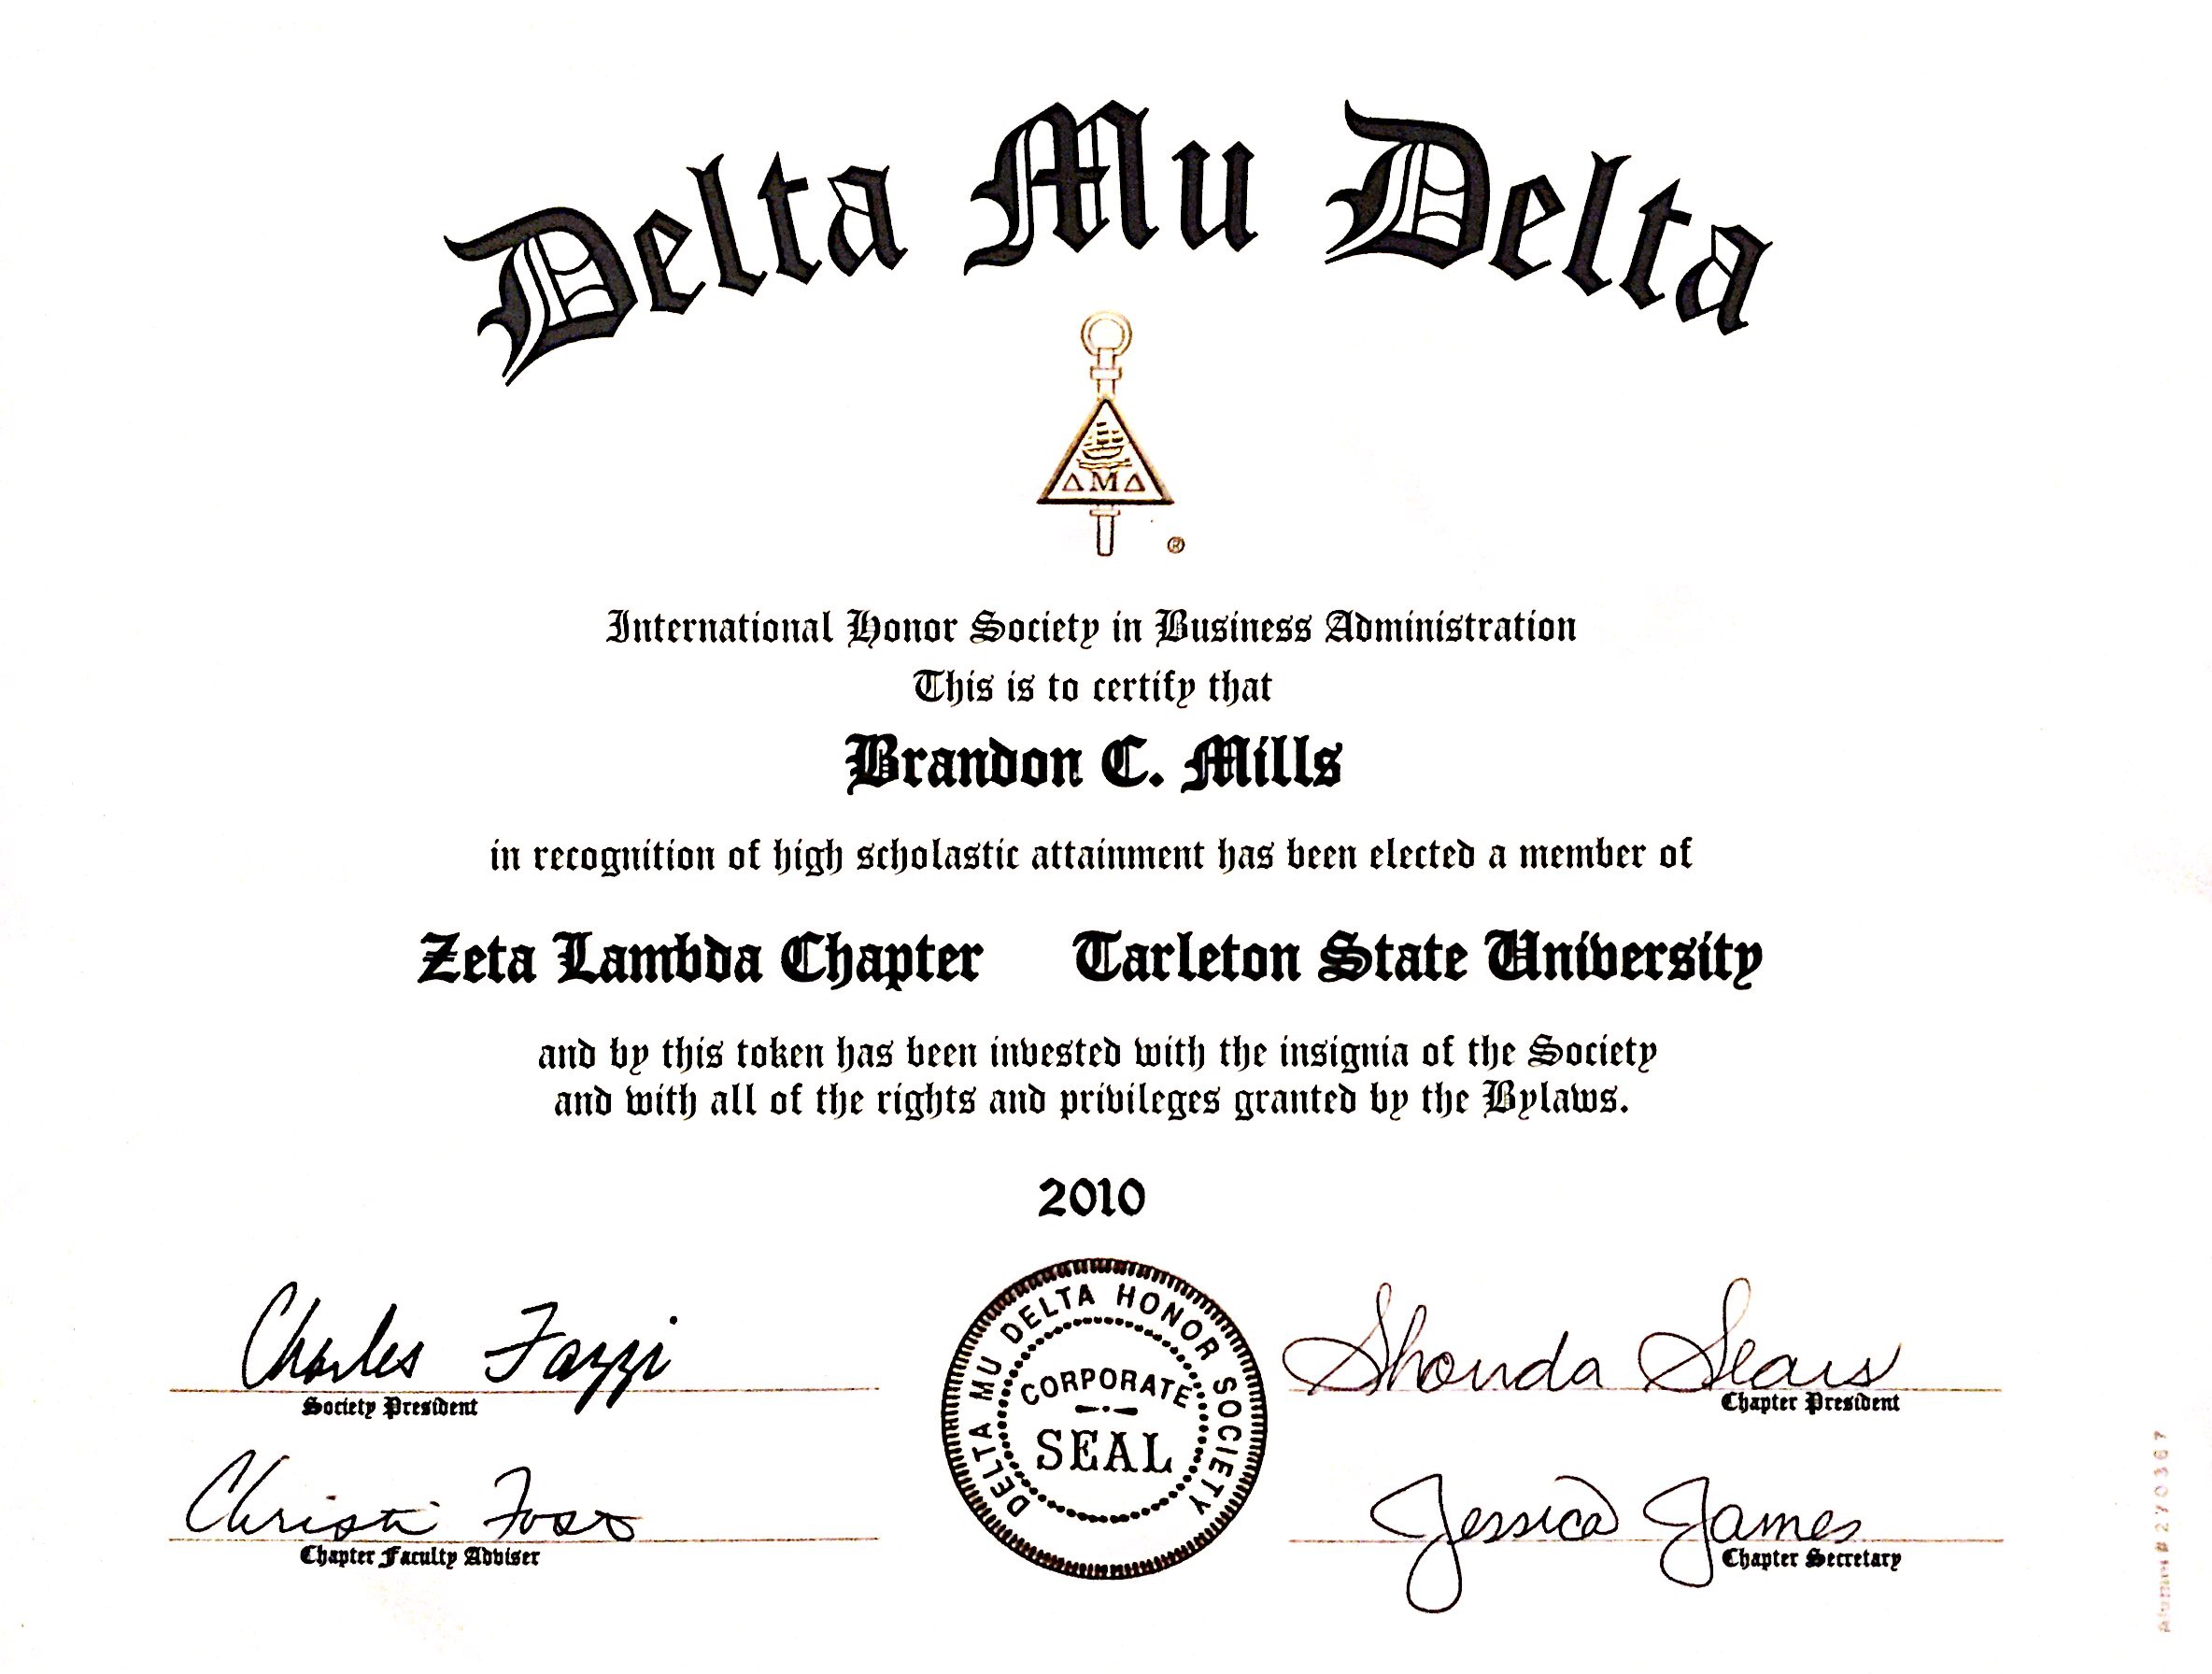 Delta Mu Delta
Δ Μ Δ
®
International Honor Society in Business Administration
This is to certify that
Brandon C. Mills
in recognition of high scholastic attainment has been elected a member of
Zeta Lambda Chapter Tarleton State University
and by this token has been invested with the insignia of the Society
and with all of the rights and privileges granted by the Bylaws.
2010
Charles Fazzi
Society President
Shonda Sears
Chapter President
DELTA MU DELTA HONOR SOCIETY
CORPORATE
SEAL
Christi
Chapter Faculty Adviser
Jessica James
Chapter Secretary